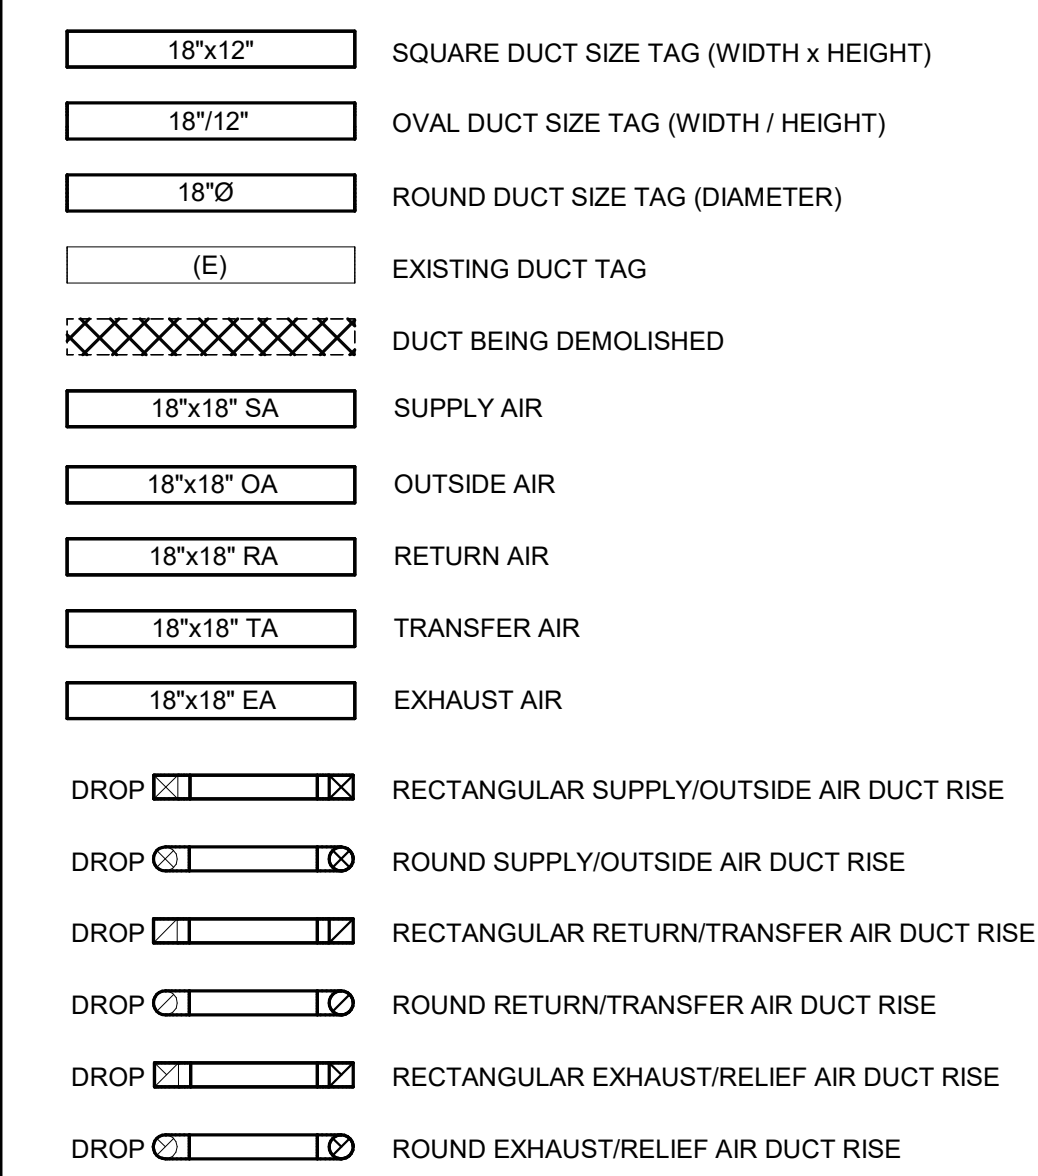 18"x12" SQUARE DUCT SIZE TAG (WIDTH x HEIGHT)
18"/12" OVAL DUCT SIZE TAG (WIDTH / HEIGHT)
18"Ø ROUND DUCT SIZE TAG (DIAMETER)
(E) EXISTING DUCT TAG
DUCT BEING DEMOLISHED
18"x18" SA SUPPLY AIR
18"x18" OA OUTSIDE AIR
18"x18" RA RETURN AIR
18"x18" TA TRANSFER AIR
18"x18" EA EXHAUST AIR
DROP RECTANGULAR SUPPLY/OUTSIDE AIR DUCT RISE
DROP ROUND SUPPLY/OUTSIDE AIR DUCT RISE
DROP RECTANGULAR RETURN/TRANSFER AIR DUCT RISE
DROP ROUND RETURN/TRANSFER AIR DUCT RISE
DROP RECTANGULAR EXHAUST/RELIEF AIR DUCT RISE
DROP ROUND EXHAUST/RELIEF AIR DUCT RISE